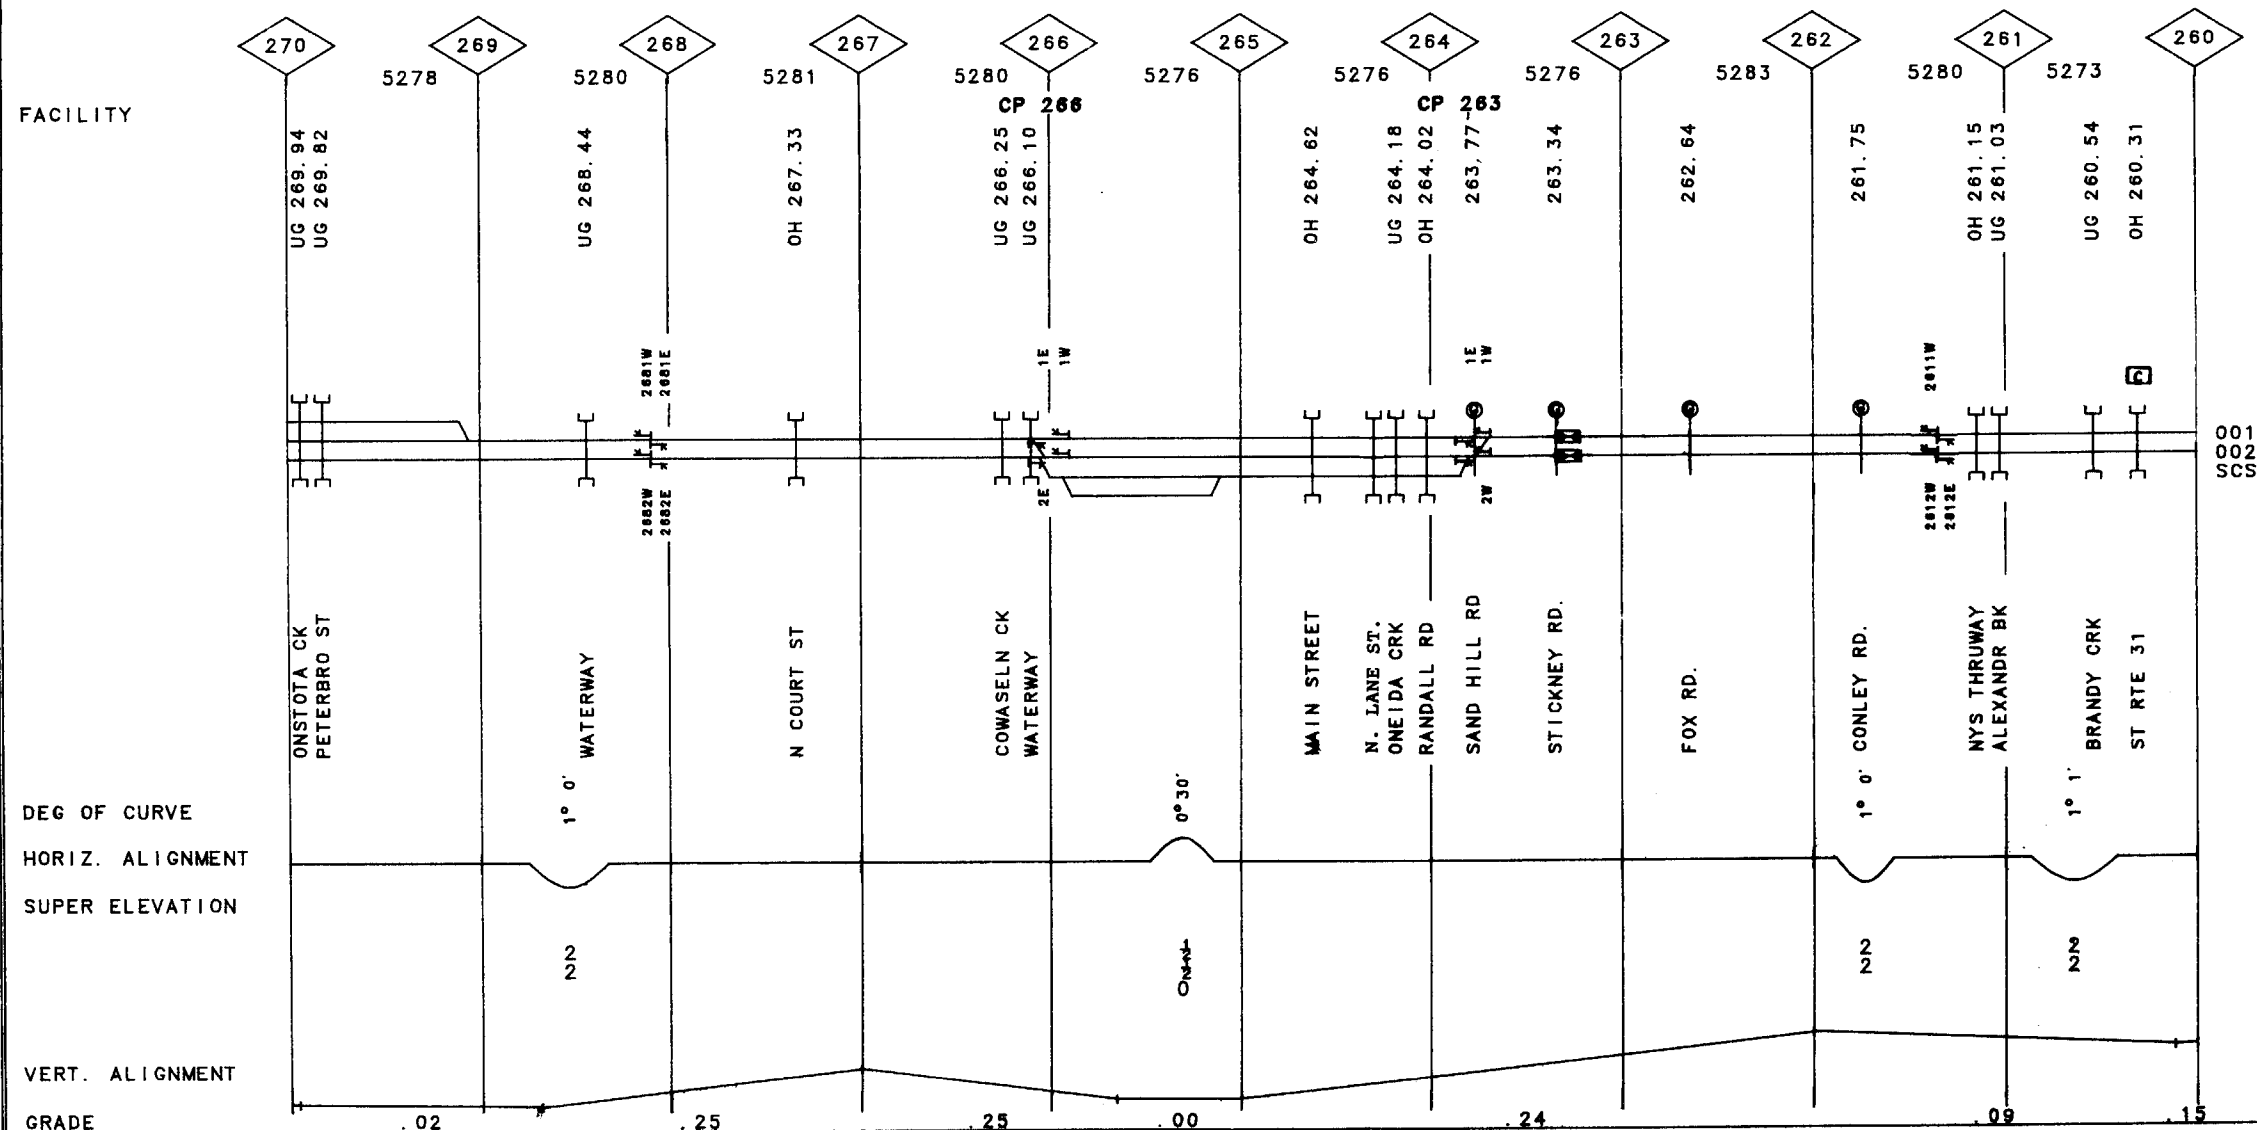 270 269 268 267 266 265 264 263 262 261 260
5278 5280 5281 5280 5276 5276 5276 5283 5280 5273
CP 266 CP 263
FACILITY
UG 269.94
UG 269.82
UG 268.44
OH 267.33
UG 266.25
UG 266.10
OH 264.62
UG 264.18
OH 264.02
263.77
263.34
262.64
261.75
OH 261.15
UG 261.03
UG 260.54
OH 260.31
2681W
2681E
1E
1W
1E
1W
2611W
C
001
002
SCS
2682W
2682E
2E
2W
2612W
2612E
ONSTOTA CK
PETERBRO ST
WATERWAY
N COURT ST
COWASELN CK
WATERWAY
MAIN STREET
N. LANE ST.
ONEIDA CRK
RANDALL RD
SAND HILL RD
STICKNEY RD.
FOX RD.
CONLEY RD.
NYS THRUWAY
ALEXANDR BK
BRANDY CRK
ST RTE 31
DEG OF CURVE
1° 0' 0°30' 1° 0' 1° 1'
HORIZ. ALIGNMENT
SUPER ELEVATION
2 2 2
2 2 2
0
VERT. ALIGNMENT
GRADE .02 .25 .25 .00 .24 .09 .15